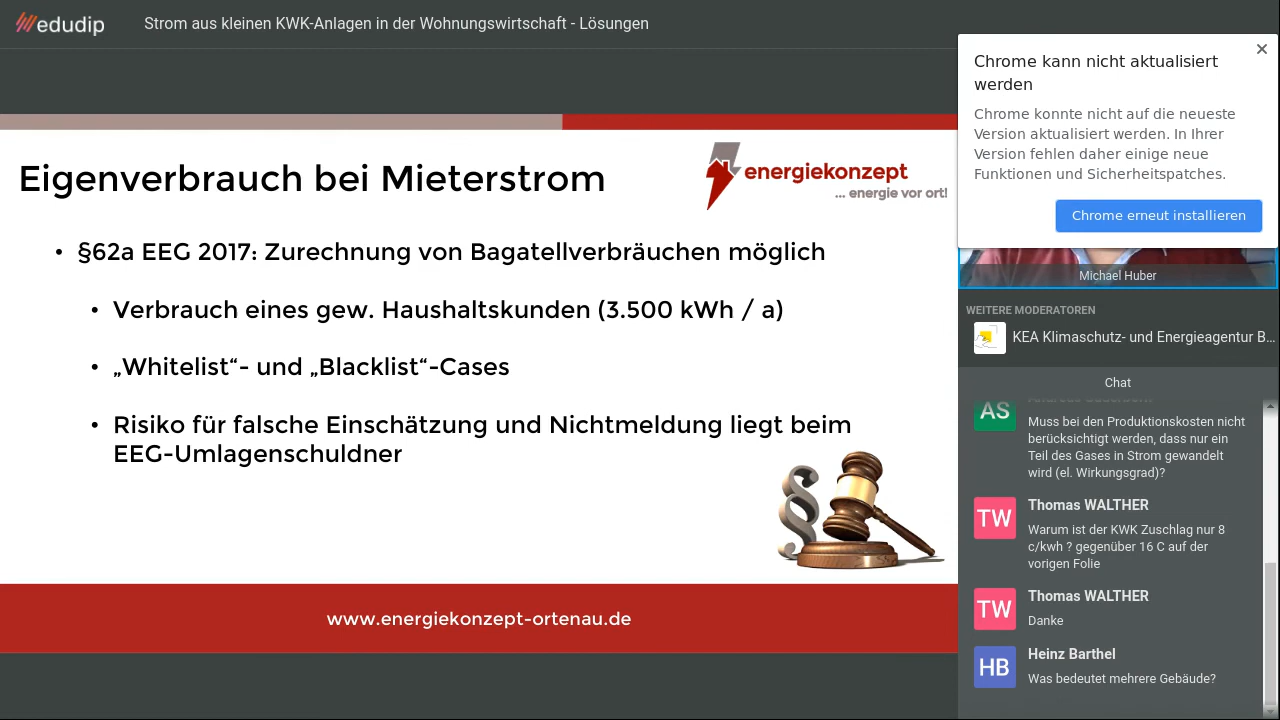 edudip
Strom aus kleinen KWK-Anlagen in der Wohnungswirtschaft - Lösungen
Eigenverbrauch bei Mieterstrom
energiekonzept
... energie vor ort!
• §62a EEG 2017: Zurechnung von Bagatellverbräuchen möglich
• Verbrauch eines gew. Haushaltskunden (3.500 kWh / a)
• „Whitelist“- und „Blacklist“-Cases
• Risiko für falsche Einschätzung und Nichtmeldung liegt beim
EEG-Umlagenschuldner
www.energiekonzept-ortenau.de
Chrome kann nicht aktualisiert
werden
Chrome konnte nicht auf die neueste
Version aktualisiert werden. In Ihrer
Version fehlen daher einige neue
Funktionen und Sicherheitspatches.
Chrome erneut installieren
Michael Huber
WEITERE MODERATOREN
KEA Klimaschutz- und Energieagentur B...
Chat
AS
Muss bei den Produktionskosten nicht
berücksichtigt werden, dass nur ein
Teil des Gases in Strom gewandelt
wird (el. Wirkungsgrad)?
TW
Thomas WALTHER
Warum ist der KWK Zuschlag nur 8
c/kwh ? gegenüber 16 C auf der
vorigen Folie
TW
Thomas WALTHER
Danke
HB
Heinz Barthel
Was bedeutet mehrere Gebäude?